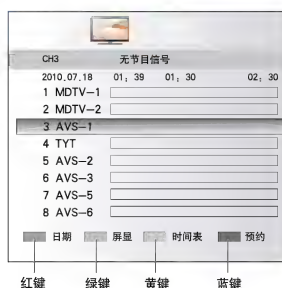 CH3 无节目信号
2010.07.18 01；39 01；30 02；30
1 MDTV—1
2 MDTV—2
3 AVS—1
4 TYT
5 AVS—2
6 AVS—3
7 AVS—5
8 AVS—6
日期 屏显 时间表 预约
红键 绿键 黄键 蓝键